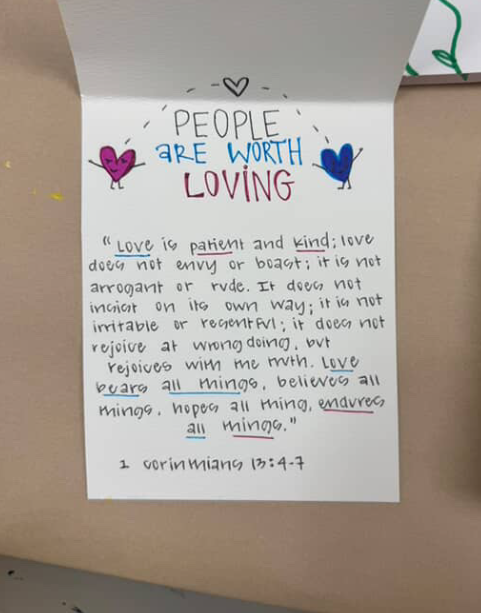 PEOPLE
ARE WORTH
LOVING
"Love is patient and kind; love
does not envy or boast; it is not
arrogant or rude. It does not
insist on its own way; it is not
irritable or resentful; it does not
rejoice at wrongdoing, but
rejoices with the truth. Love
bears all things, believes all
things, hopes all thing, endures
all things."
1 corinthians 13:4-7